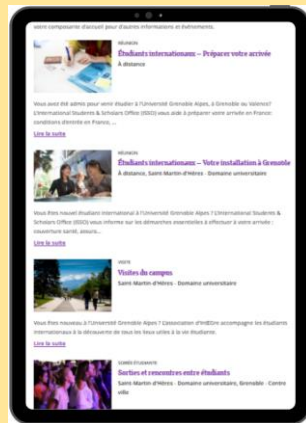 votre composante d'accueil pour d'autres informations et événements.
RÉUNION
Étudiants internationaux – Préparer votre arrivée
À distance
Vous avez été admis pour venir étudier à l'Université Grenoble Alpes, à Grenoble ou Valence?
L'International Students & Scholars Office (ISSO) vous aide à préparer votre arrivée en France:
conditions d'entrée en France, ...
Lire la suite
RÉUNION
Étudiants internationaux – Votre installation à Grenoble
À distance, Saint-Martin-d'Hères - Domaine universitaire
Vous êtes nouvel étudiant international à l'Université Grenoble Alpes ? L'International Students &
Scholars Office (ISSO) vous informe sur les démarches essentielles à effectuer à votre arrivée :
couverture santé, assura...
Lire la suite
VISITE
Visites du campus
Saint-Martin-d'Hères - Domaine universitaire
Vous êtes nouveau à l'Université Grenoble Alpes ? L'association d'IntEGre accompagne les étudiants
internationaux à la découverte de tous les lieux utiles à la vie étudiante.
Lire la suite
SOIRÉE ÉTUDIANTE
Sorties et rencontres entre étudiants
Saint-Martin-d'Hères - Domaine universitaire, Grenoble - Centre
ville